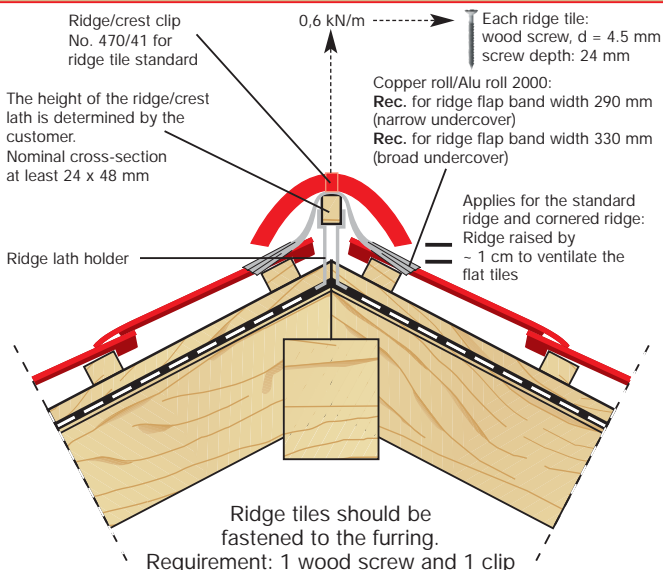 Ridge/crest clip
No. 470/41 for
ridge tile standard
0,6 kN/m
Each ridge tile:
wood screw, d = 4.5 mm
screw depth: 24 mm
The height of the ridge/crest
lath is determined by the
customer.
Nominal cross-section
at least 24 x 48 mm
Copper roll/Alu roll 2000:
Rec. for ridge flap band width 290 mm
(narrow undercover)
Rec. for ridge flap band width 330 mm
(broad undercover)
Applies for the standard
ridge and cornered ridge:
Ridge raised by
~ 1 cm to ventilate the
flat tiles
Ridge lath holder
Ridge tiles should be
fastened to the furring.
Requirement: 1 wood screw and 1 clip